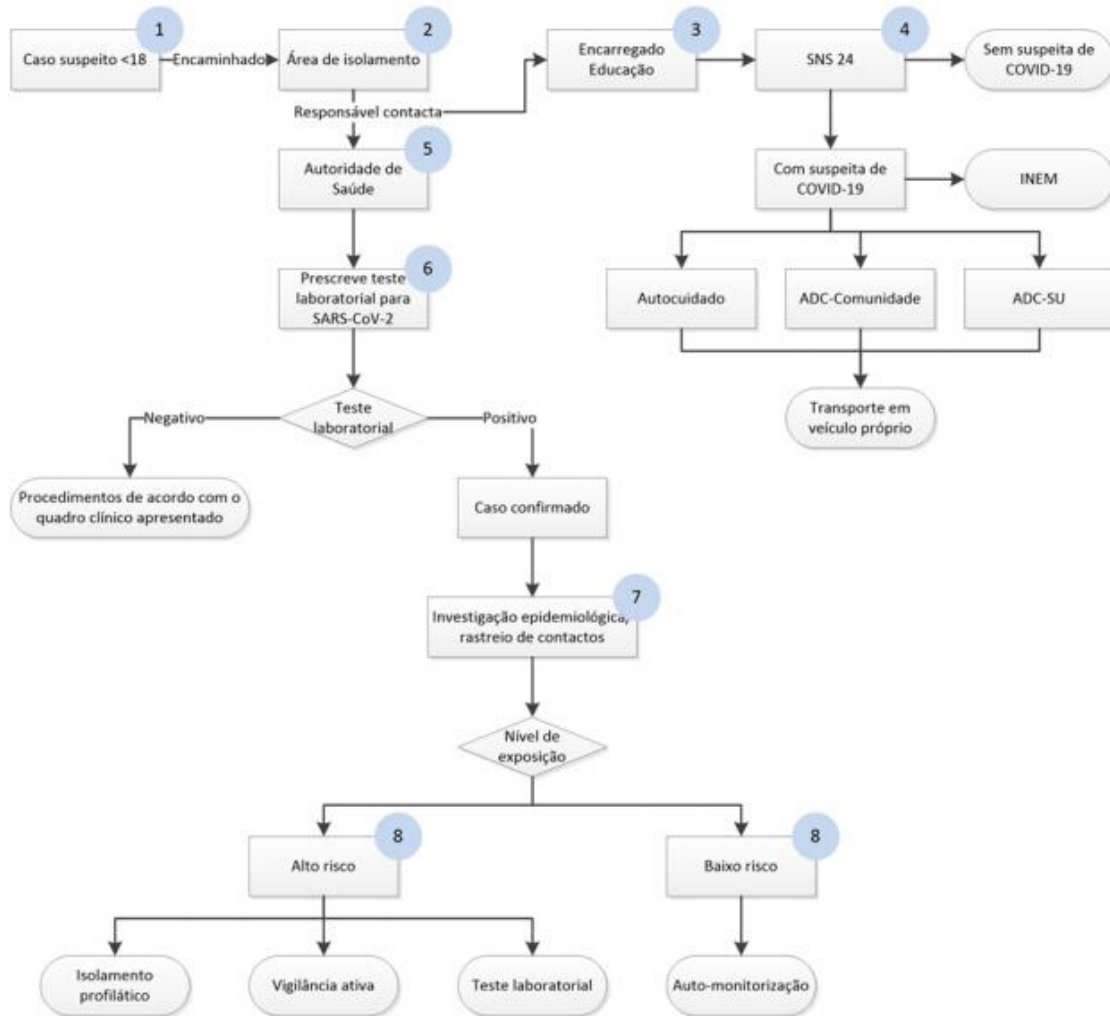 1
Caso suspeito <18
Encaminhado
2
Área de isolamento
3
Encarregado
Educação
4
SNS 24
Sem suspeita de
COVID-19
Responsável contacta
5
Autoridade de
Saúde
Com suspeita de
COVID-19
INEM
6
Prescreve teste
laboratorial para
SARS-CoV-2
Autocuidado
ADC-Comunidade
ADC-SU
Negativo
Teste
laboratorial
Positivo
Transporte em
veículo próprio
Procedimentos de acordo com o
quadro clínico apresentado
Caso confirmado
7
Investigação epidemiológica,
rastreio de contactos
Nível de
exposição
8
Alto risco
8
Baixo risco
Isolamento
profilático
Vigilância ativa
Teste laboratorial
Auto-monitorização